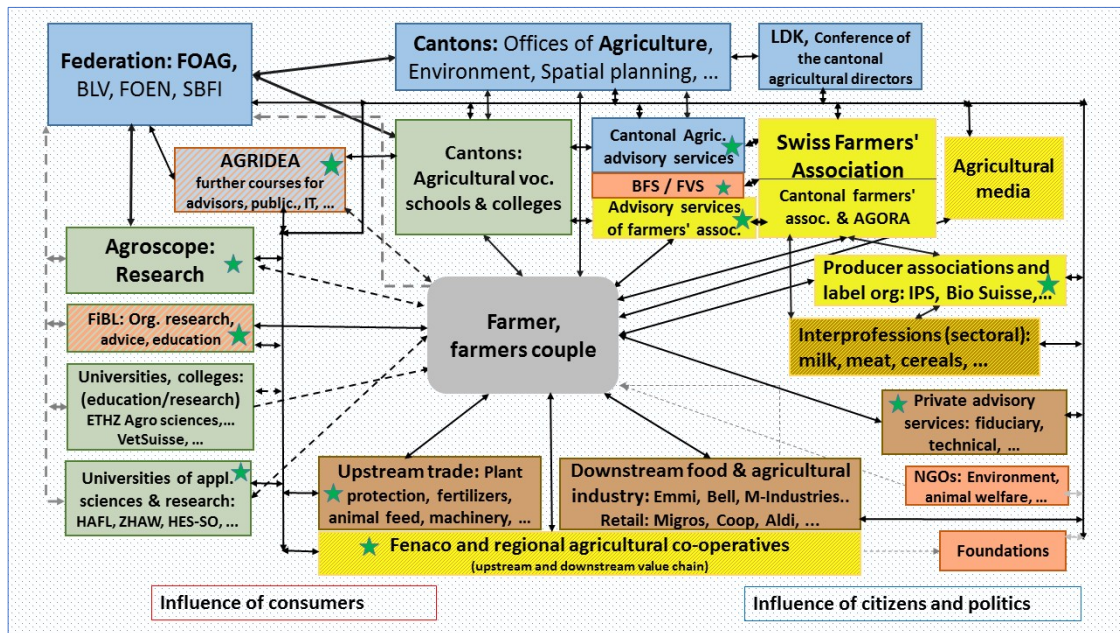 Federation: FOAG,
BLV, FOEN, SBFI
Cantons: Offices of Agriculture,
Environment, Spatial planning, ...
LDK, Conference of
the cantonal
agricultural directors
AGRIDEA
further courses for
advisors, public., IT, ...
Cantons:
Agricultural voc.
schools & colleges
Cantonal Agric.
advisory services
BFS / FVS
Advisory services
of farmers' assoc.
Swiss Farmers'
Association
Cantonal farmers'
assoc. & AGORA
Agricultural
media
Agroscope:
Research
FiBL: Org. research,
advice, education
Universities, colleges:
(education/research)
ETHZ Agro sciences,...
VetSuisse, ...
Universities of appl.
sciences & research:
HAFL, ZHAW, HES-SO, ...
Farmer,
farmers couple
Producer associations and
label org: IPS, Bio Suisse,...
Interprofessions (sectoral):
milk, meat, cereals, ...
Private advisory
services: fiduciary,
technical, ...
NGOs: Environment,
animal welfare, ...
Upstream trade: Plant
protection, fertilizers,
animal feed, machinery, ...
Downstream food & agricultural
industry: Emmi, Bell, M-Industries..
Retail: Migros, Coop, Aldi, ...
Fenaco and regional agricultural co-operatives
(upstream and downstream value chain)
Foundations
Influence of consumers
Influence of citizens and politics